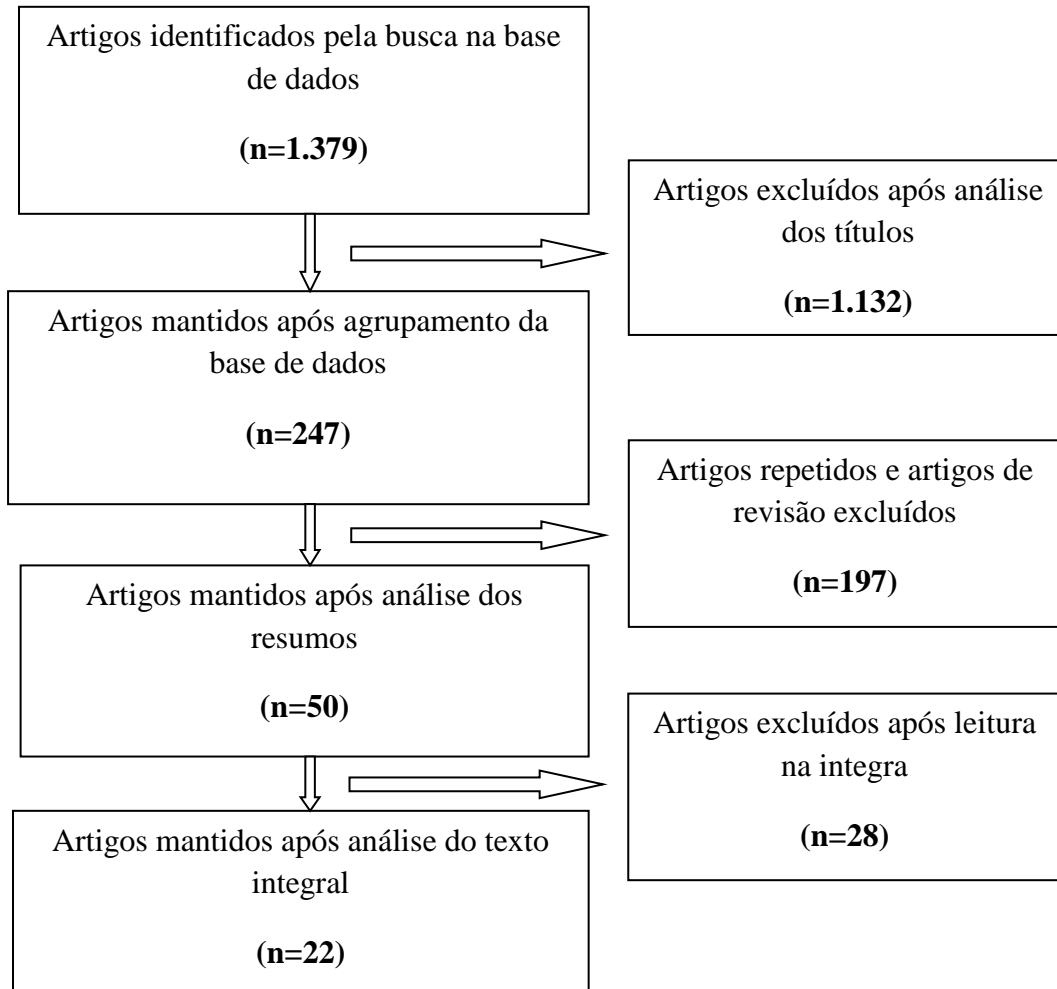 Artigos identificados pela busca na base
de dados
(n=1.379)
Artigos excluídos após análise
dos títulos
(n=1.132)
Artigos mantidos após agrupamento da
base de dados
(n=247)
Artigos repetidos e artigos de
revisão excluídos
(n=197)
Artigos mantidos após análise dos
resumos
(n=50)
Artigos excluídos após leitura
na integra
(n=28)
Artigos mantidos após análise do texto
integral
(n=22)